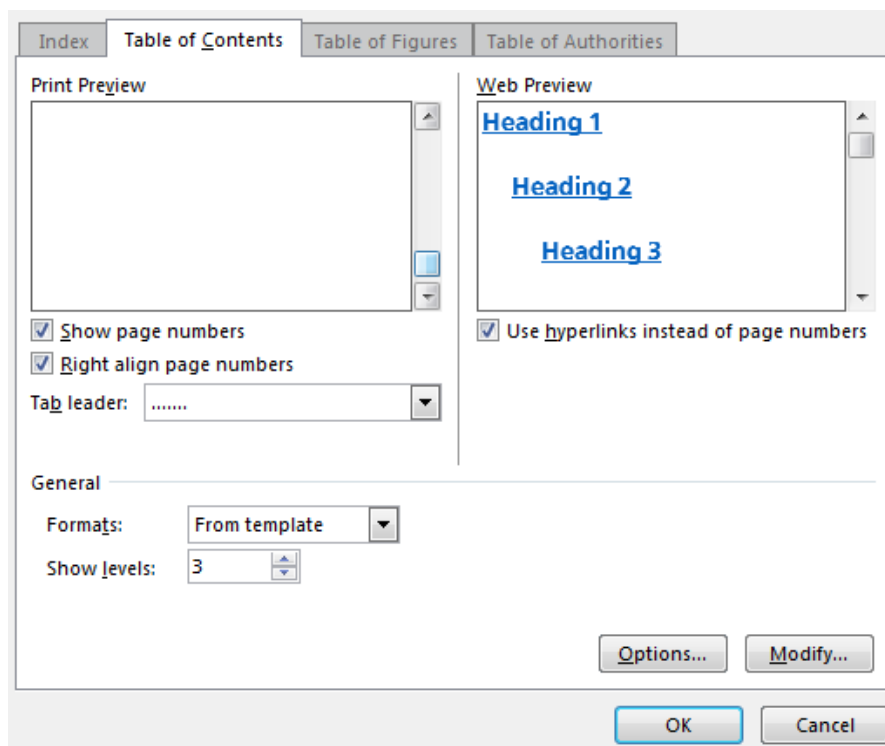 Index Table of Contents Table of Figures Table of Authorities
Print Preview
Web Preview
Heading 1
Heading 2
Heading 3
Show page numbers
Use hyperlinks instead of page numbers
Right align page numbers
Tab leader: .......
General
Formats: From template
Show levels: 3
Options... Modify...
OK Cancel